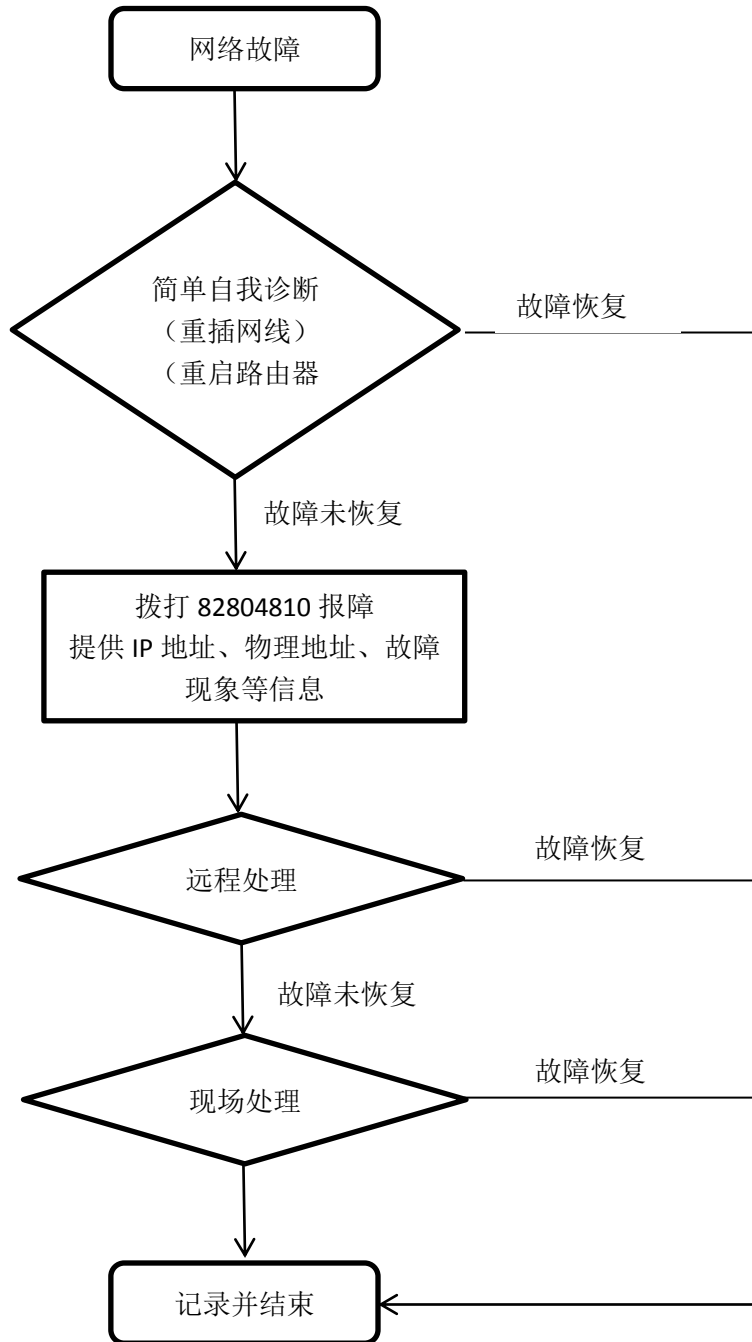 网络故障
简单自我诊断
（重插网线）
（重启路由器
故障恢复
故障未恢复
拨打 82804810 报障
提供 IP 地址、物理地址、故障
现象等信息
远程处理
故障恢复
故障未恢复
现场处理
故障恢复
记录并结束